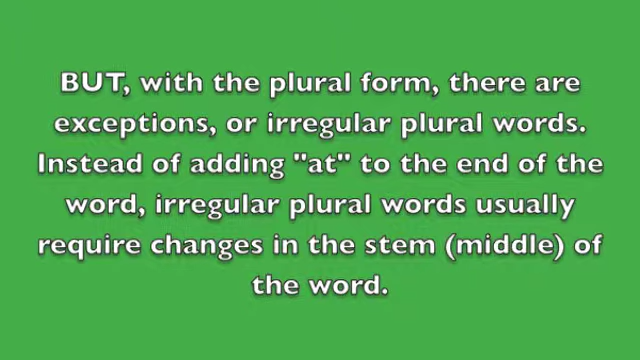 BUT, with the plural form, there are
exceptions, or irregular plural words.
Instead of adding "at" to the end of the
word, irregular plural words usually
require changes in the stem (middle) of
the word.